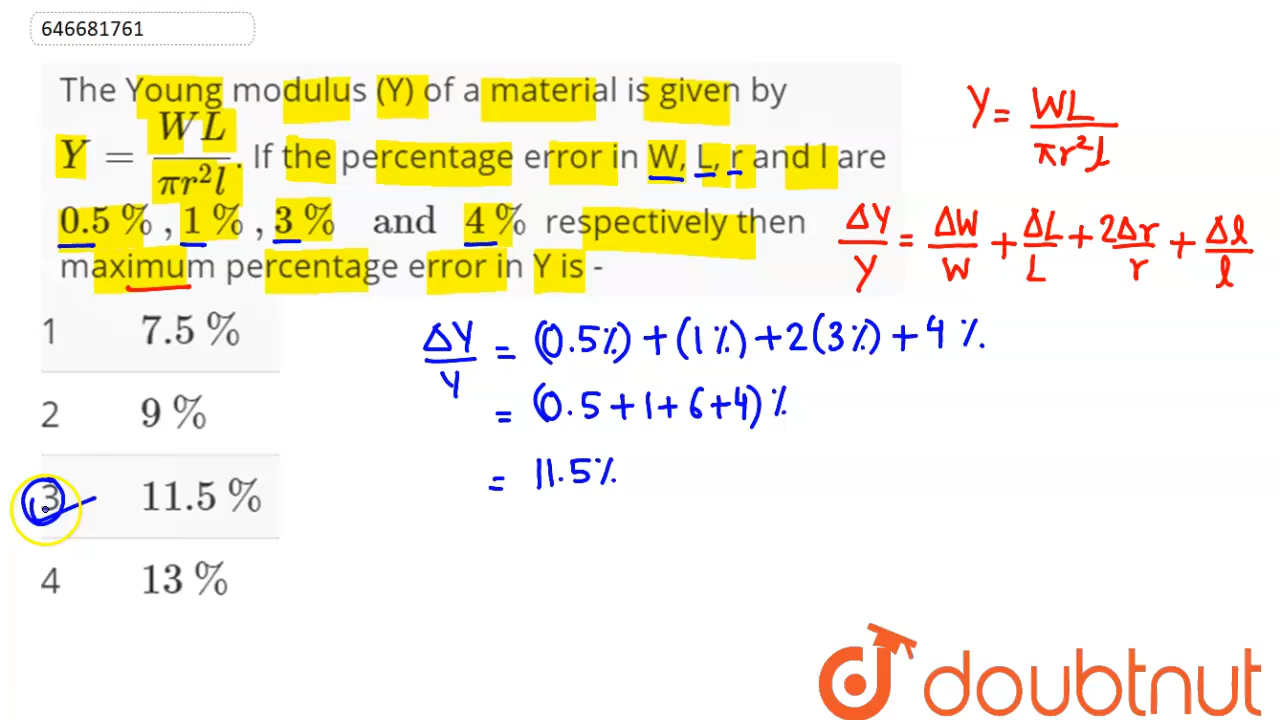 646681761
The Young modulus (Y) of a material is given by
Y = WL / πr²l. If the percentage error in W, L, r and l are
0.5 %, 1 %, 3 % and 4 % respectively then
maximum percentage error in Y is -
1 7.5 %
2 9 %
3 11.5 %
4 13 %
Y = WL / πr²l
ΔY/Y = ΔW/W + ΔL/L + 2Δr/r + Δl/l
ΔY/Y = (0.5%) + (1%) + 2(3%) + 4%
= (0.5 + 1 + 6 + 4)%
= 11.5%
doubtnut